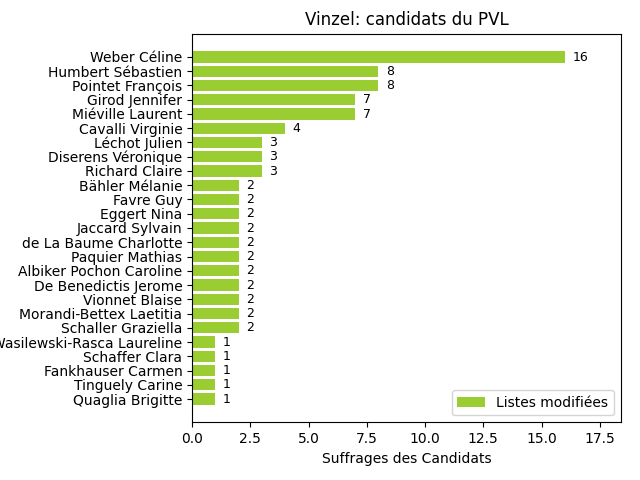 Vinzel: candidats du PVL
Weber Céline 16
Humbert Sébastien 8
Pointet François 8
Girod Jennifer 7
Miéville Laurent 7
Cavalli Virginie 4
Léchot Julien 3
Diserens Véronique 3
Richard Claire 3
Bähler Mélanie 2
Favre Guy 2
Eggert Nina 2
Jaccard Sylvain 2
de La Baume Charlotte 2
Paquier Mathias 2
Albiker Pochon Caroline 2
De Benedictis Jerome 2
Vionnet Blaise 2
Morandi-Bettex Laetitia 2
Schaller Graziella 2
Wasilewski-Rasca Laureline 1
Schaffer Clara 1
Fankhauser Carmen 1
Tinguely Carine 1
Quaglia Brigitte 1
Listes modifiées
0.0 2.5 5.0 7.5 10.0 12.5 15.0 17.5
Suffrages des Candidats